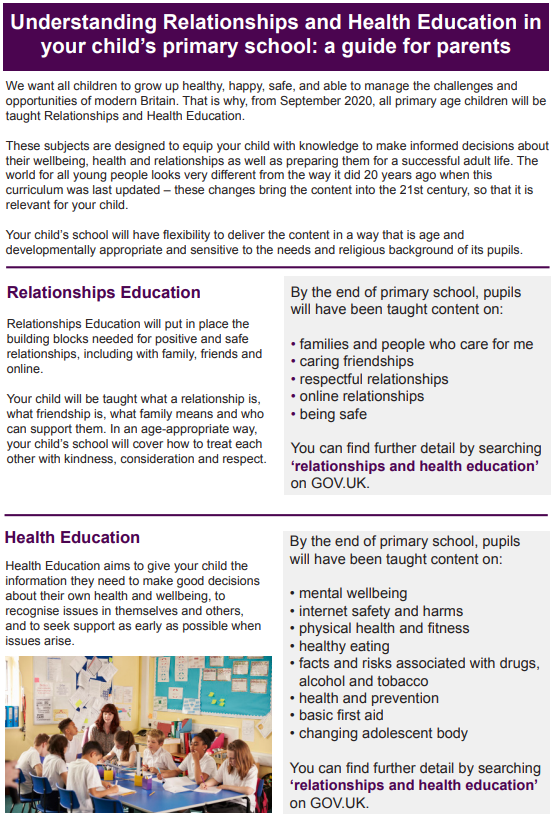 Understanding Relationships and Health Education in
your child’s primary school: a guide for parents
We want all children to grow up healthy, happy, safe, and able to manage the challenges and
opportunities of modern Britain. That is why, from September 2020, all primary age children will be
taught Relationships and Health Education.
These subjects are designed to equip your child with knowledge to make informed decisions about
their wellbeing, health and relationships as well as preparing them for a successful adult life. The
world for all young people looks very different from the way it did 20 years ago when this
curriculum was last updated – these changes bring the content into the 21st century, so that it is
relevant for your child.
Your child’s school will have flexibility to deliver the content in a way that is age and
developmentally appropriate and sensitive to the needs and religious background of its pupils.
Relationships Education
Relationships Education will put in place the
building blocks needed for positive and safe
relationships, including with family, friends and
online.
Your child will be taught what a relationship is,
what friendship is, what family means and who
can support them. In an age-appropriate way,
your child’s school will cover how to treat each
other with kindness, consideration and respect.
By the end of primary school, pupils
will have been taught content on:
• families and people who care for me
• caring friendships
• respectful relationships
• online relationships
• being safe
You can find further detail by searching
‘relationships and health education’
on GOV.UK.
Health Education
Health Education aims to give your child the
information they need to make good decisions
about their own health and wellbeing, to
recognise issues in themselves and others,
and to seek support as early as possible when
issues arise.
By the end of primary school, pupils
will have been taught content on:
• mental wellbeing
• internet safety and harms
• physical health and fitness
• healthy eating
• facts and risks associated with drugs,
alcohol and tobacco
• health and prevention
• basic first aid
• changing adolescent body
You can find further detail by searching
‘relationships and health education’
on GOV.UK.